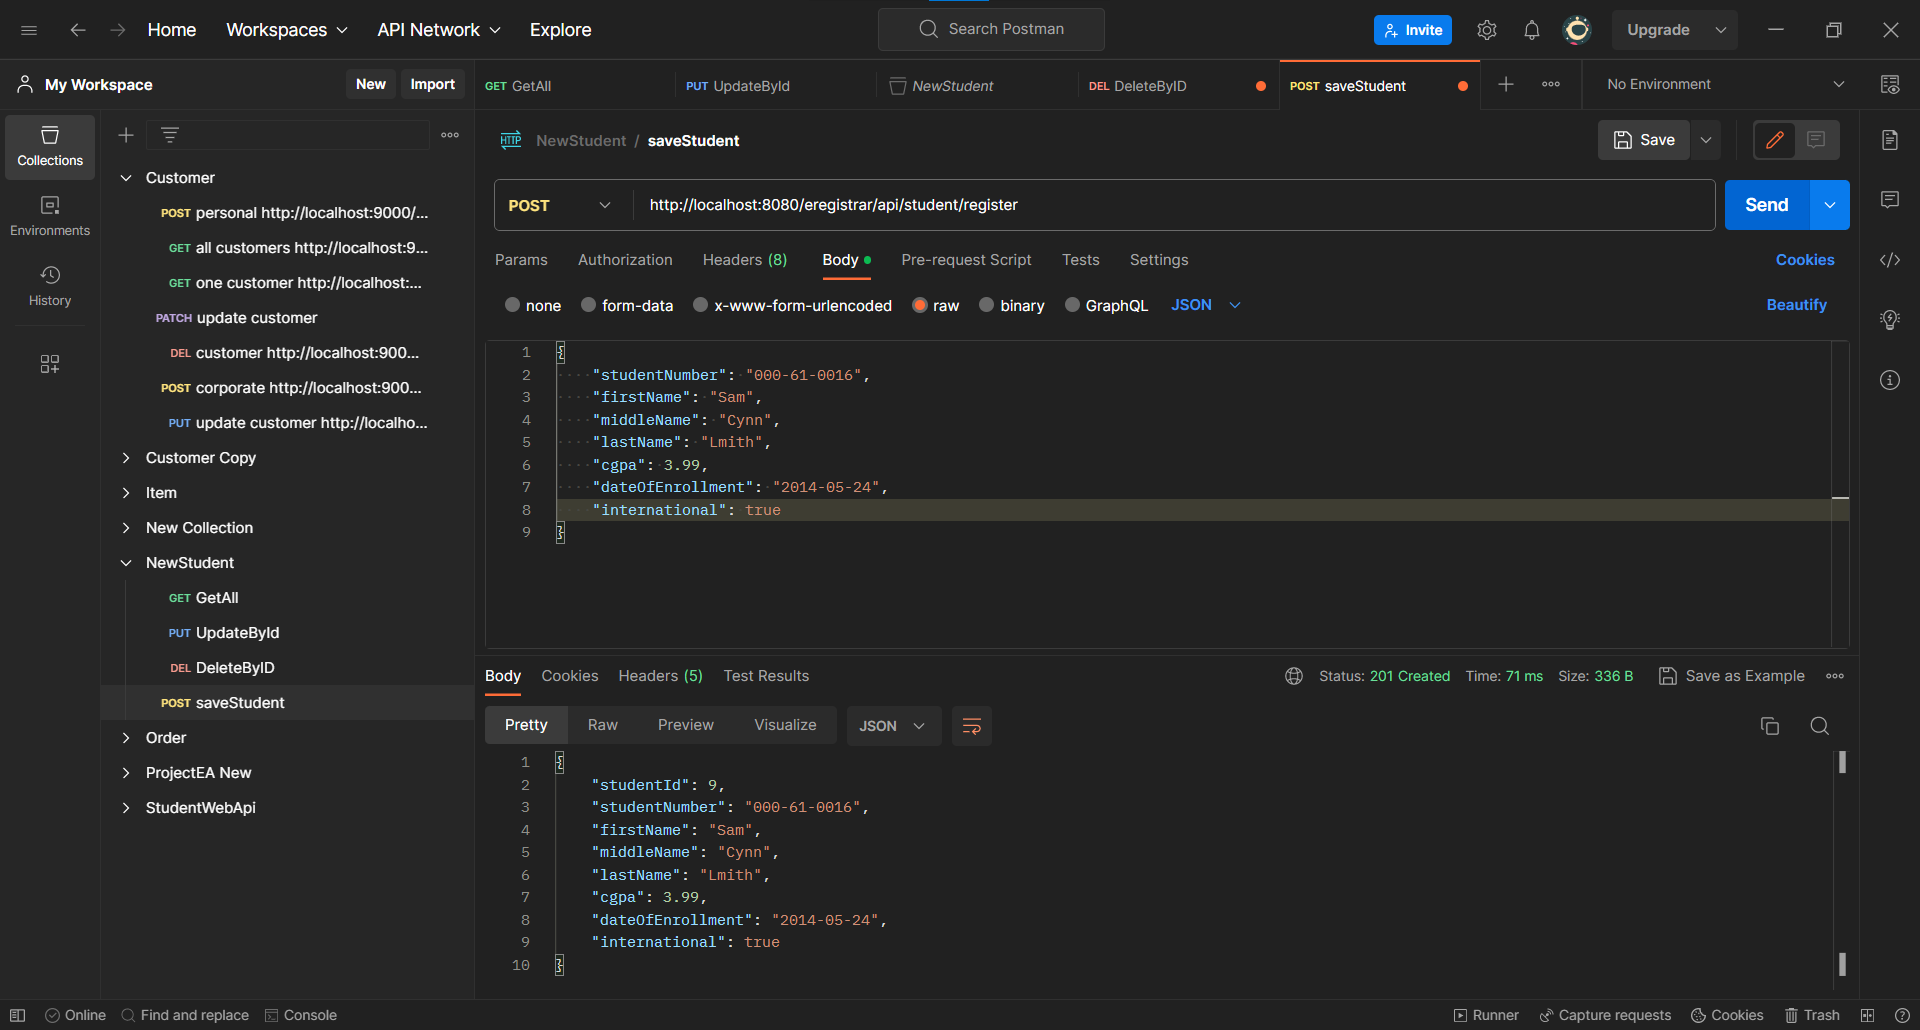 Home Workspaces API Network Explore Search Postman Invite Upgrade
My Workspace New Import GET GetAll PUT UpdateById NewStudent DEL DeleteByID POST saveStudent No Environment
Collections
Environments
History
Customer
POST personal http://localhost:9000/...
GET all customers http://localhost:9...
GET one customer http://localhost:...
PATCH update customer
DEL customer http://localhost:900...
POST corporate http://localhost:900...
PUT update customer http://localho...
Customer Copy
Item
New Collection
NewStudent
GET GetAll
PUT UpdateById
DEL DeleteByID
POST saveStudent
Order
ProjectEA New
StudentWebApi
HTTP NewStudent / saveStudent Save
POST http://localhost:8080/eregistrar/api/student/register Send
Params Authorization Headers (8) Body Pre-request Script Tests Settings Cookies
none form-data x-www-form-urlencoded raw binary GraphQL JSON Beautify
1 {
2 "studentNumber": "000-61-0016",
3 "firstName": "Sam",
4 "middleName": "Cynn",
5 "lastName": "Lmith",
6 "cgpa": 3.99,
7 "dateOfEnrollment": "2014-05-24",
8 "international": true
9 }
Body Cookies Headers (5) Test Results Status: 201 Created Time: 71 ms Size: 336 B Save as Example
Pretty Raw Preview Visualize JSON
1 {
2 "studentId": 9,
3 "studentNumber": "000-61-0016",
4 "firstName": "Sam",
5 "middleName": "Cynn",
6 "lastName": "Lmith",
7 "cgpa": 3.99,
8 "dateOfEnrollment": "2014-05-24",
9 "international": true
10 }
Online Find and replace Console Runner Capture requests Cookies Trash